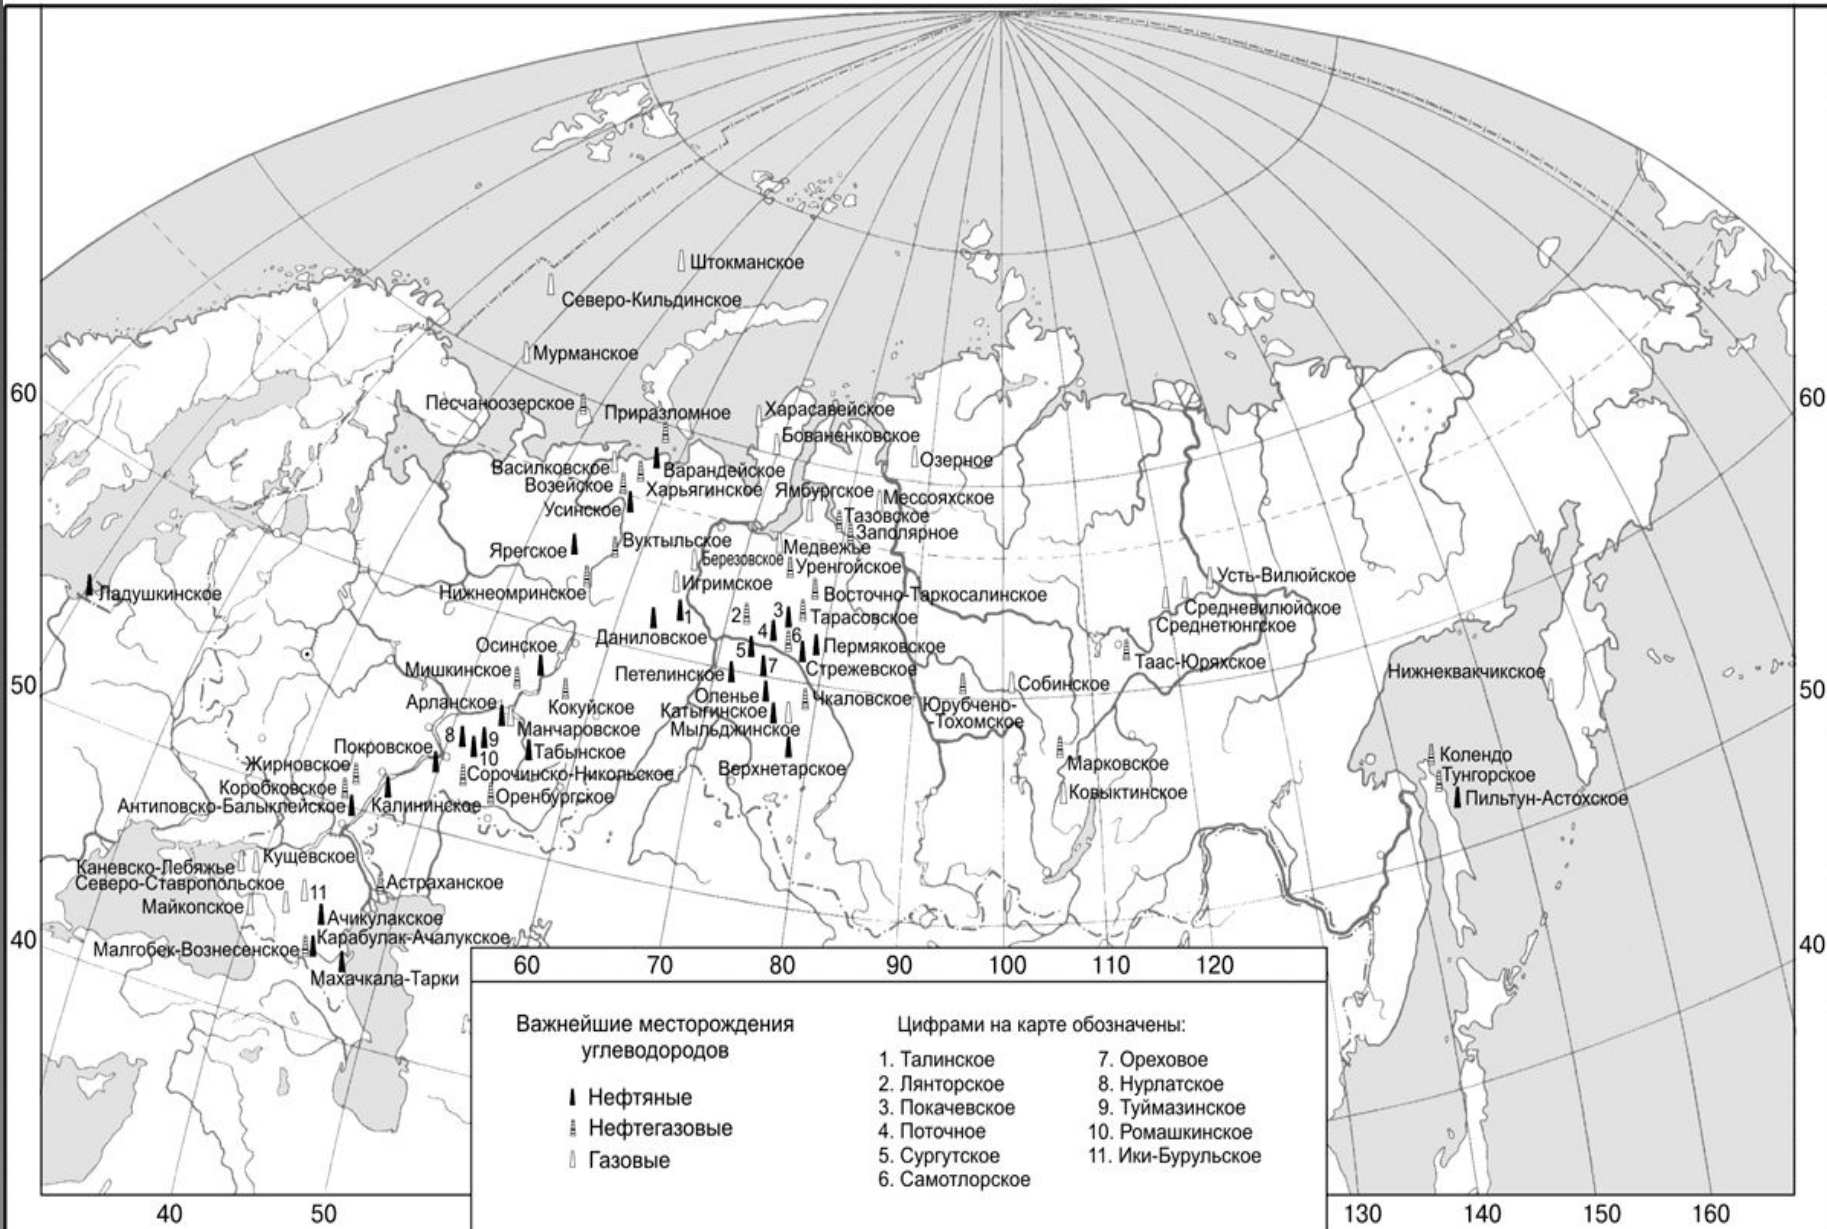 Штокманское
Северо-Кильдинское
Мурманское
60
60
Песчаноозерское
Приразломное
Харасавейское
Бованенковское
Озерное
Василковское
Варандейское
Возейское
Харьягинское
Ямбургское
Мессояхское
Усинское
Тазовское
Заполярное
Ярегское
Вуктыльское
Березовское
Медвежье
Уренгойское
Усть-Вилюйское
Ладушкинское
Нижнеомринское
Игримское
Восточно-Таркосалинское
Средневилюйское
1
2
3
Тарасовское
Среднетюнгское
Даниловское
4
6
Осинское
5
Пермяковское
Таас-Юряхское
Мишкинское
Петелинское
7
Стрежевское
Нижнеквакчикское
50
50
Собинское
Арланское
Кокуйское
Оленье
Чкаловское
Юрубчено-
-Тохомское
Катыгинское
Манчаровское
Мыльджинское
8
9
10
Покровское
Табынское
Жирновское
Сорочинско-Никольское
Верхнетарское
Марковское
Колендо
Коробковское
Оренбургское
Тунгорское
Антиповско-Балыклейское
Калининское
Ковыктинское
Пильтун-Астохское
Каневско-Лебяжье
Кущевское
Северо-Ставропольское
11
Астраханское
Майкопское
Ачикулакское
40
40
Малгобек-Вознесенское
Карабулак-Ачалукское
Махачкала-Тарки
60 70 80 90 100 110 120
Важнейшие месторождения
углеводородов
Нефтяные
Нефтегазовые
Газовые
Цифрами на карте обозначены:
1. Талинское
2. Лянторское
3. Покачевское
4. Поточное
5. Сургутское
6. Самотлорское
7. Ореховое
8. Нурлатское
9. Туймазинское
10. Ромашкинское
11. Ики-Бурульское
40 50
130 140 150 160